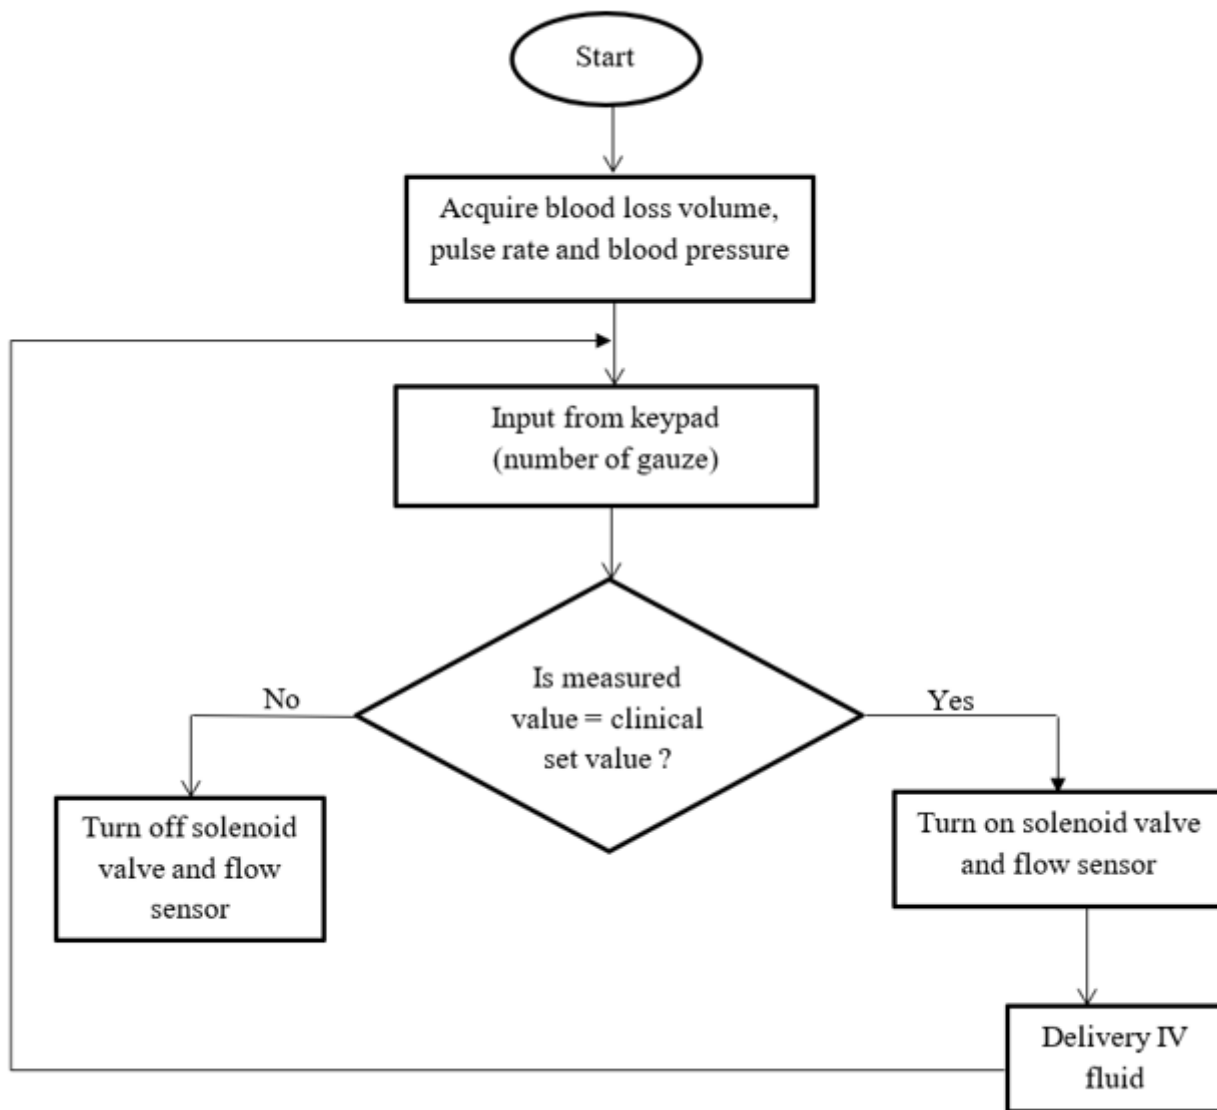 Start
Acquire blood loss volume,
pulse rate and blood pressure
Input from keypad
(number of gauze)
Is measured
value = clinical
set value ?
No
Yes
Turn off solenoid
valve and flow
sensor
Turn on solenoid valve
and flow sensor
Delivery IV
fluid